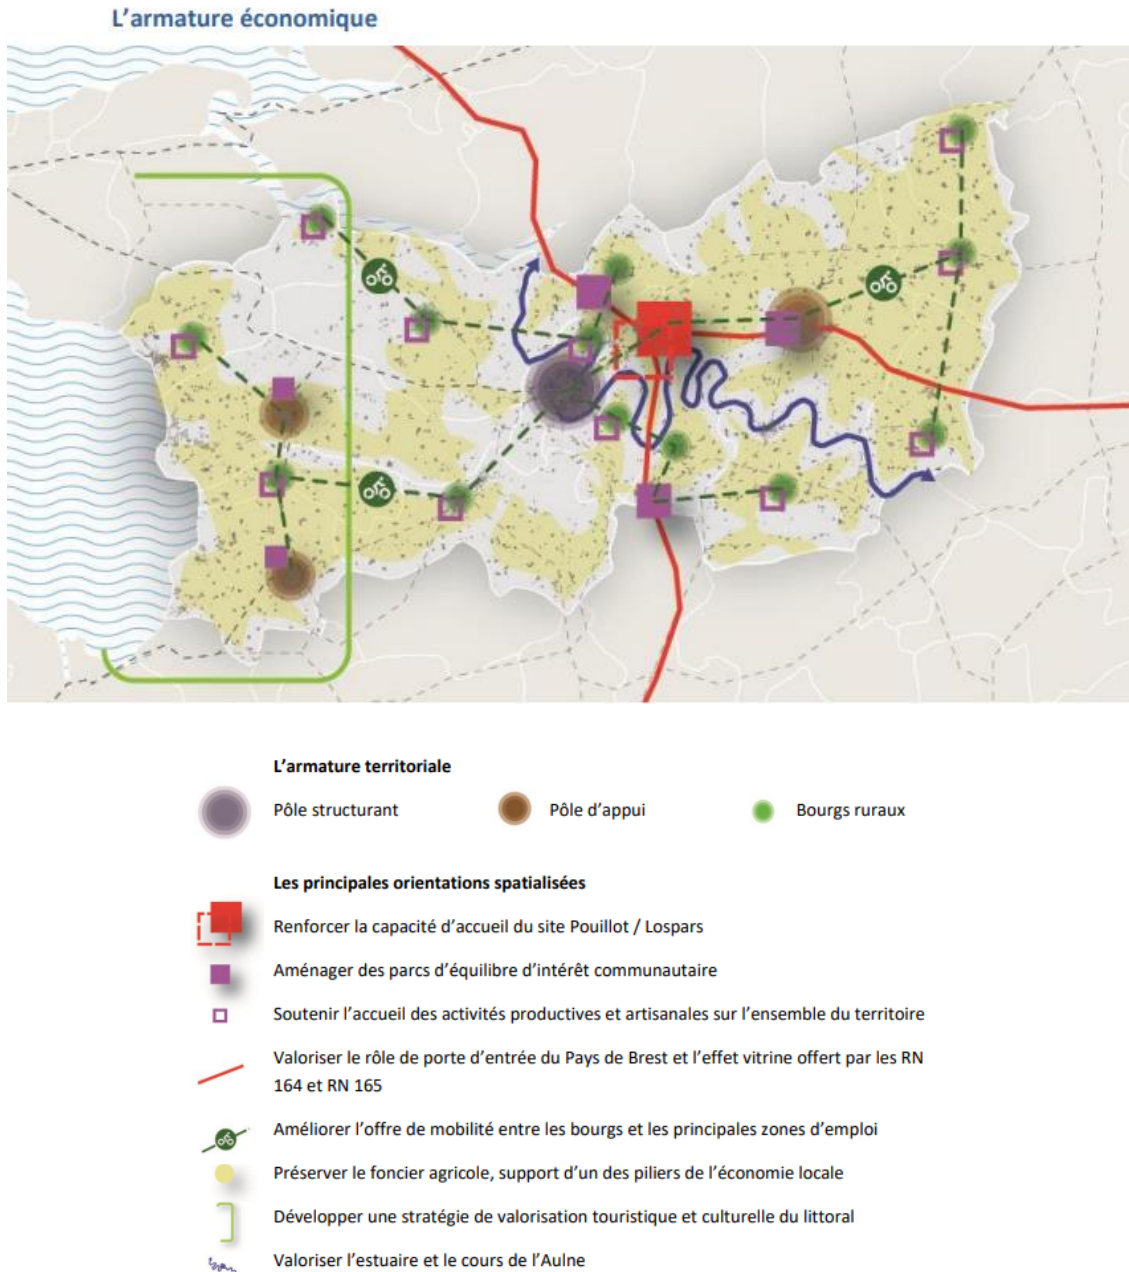 L'armature économique
L'armature territoriale
Pôle structurant
Pôle d'appui
Bourgs ruraux
Les principales orientations spatialisées
Renforcer la capacité d'accueil du site Pouillot / Lospars
Aménager des parcs d'équilibre d'intérêt communautaire
Soutenir l'accueil des activités productives et artisanales sur l'ensemble du territoire
Valoriser le rôle de porte d'entrée du Pays de Brest et l'effet vitrine offert par les RN
164 et RN 165
Améliorer l'offre de mobilité entre les bourgs et les principales zones d'emploi
Préserver le foncier agricole, support d'un des piliers de l'économie locale
Développer une stratégie de valorisation touristique et culturelle du littoral
Valoriser l'estuaire et le cours de l'Aulne